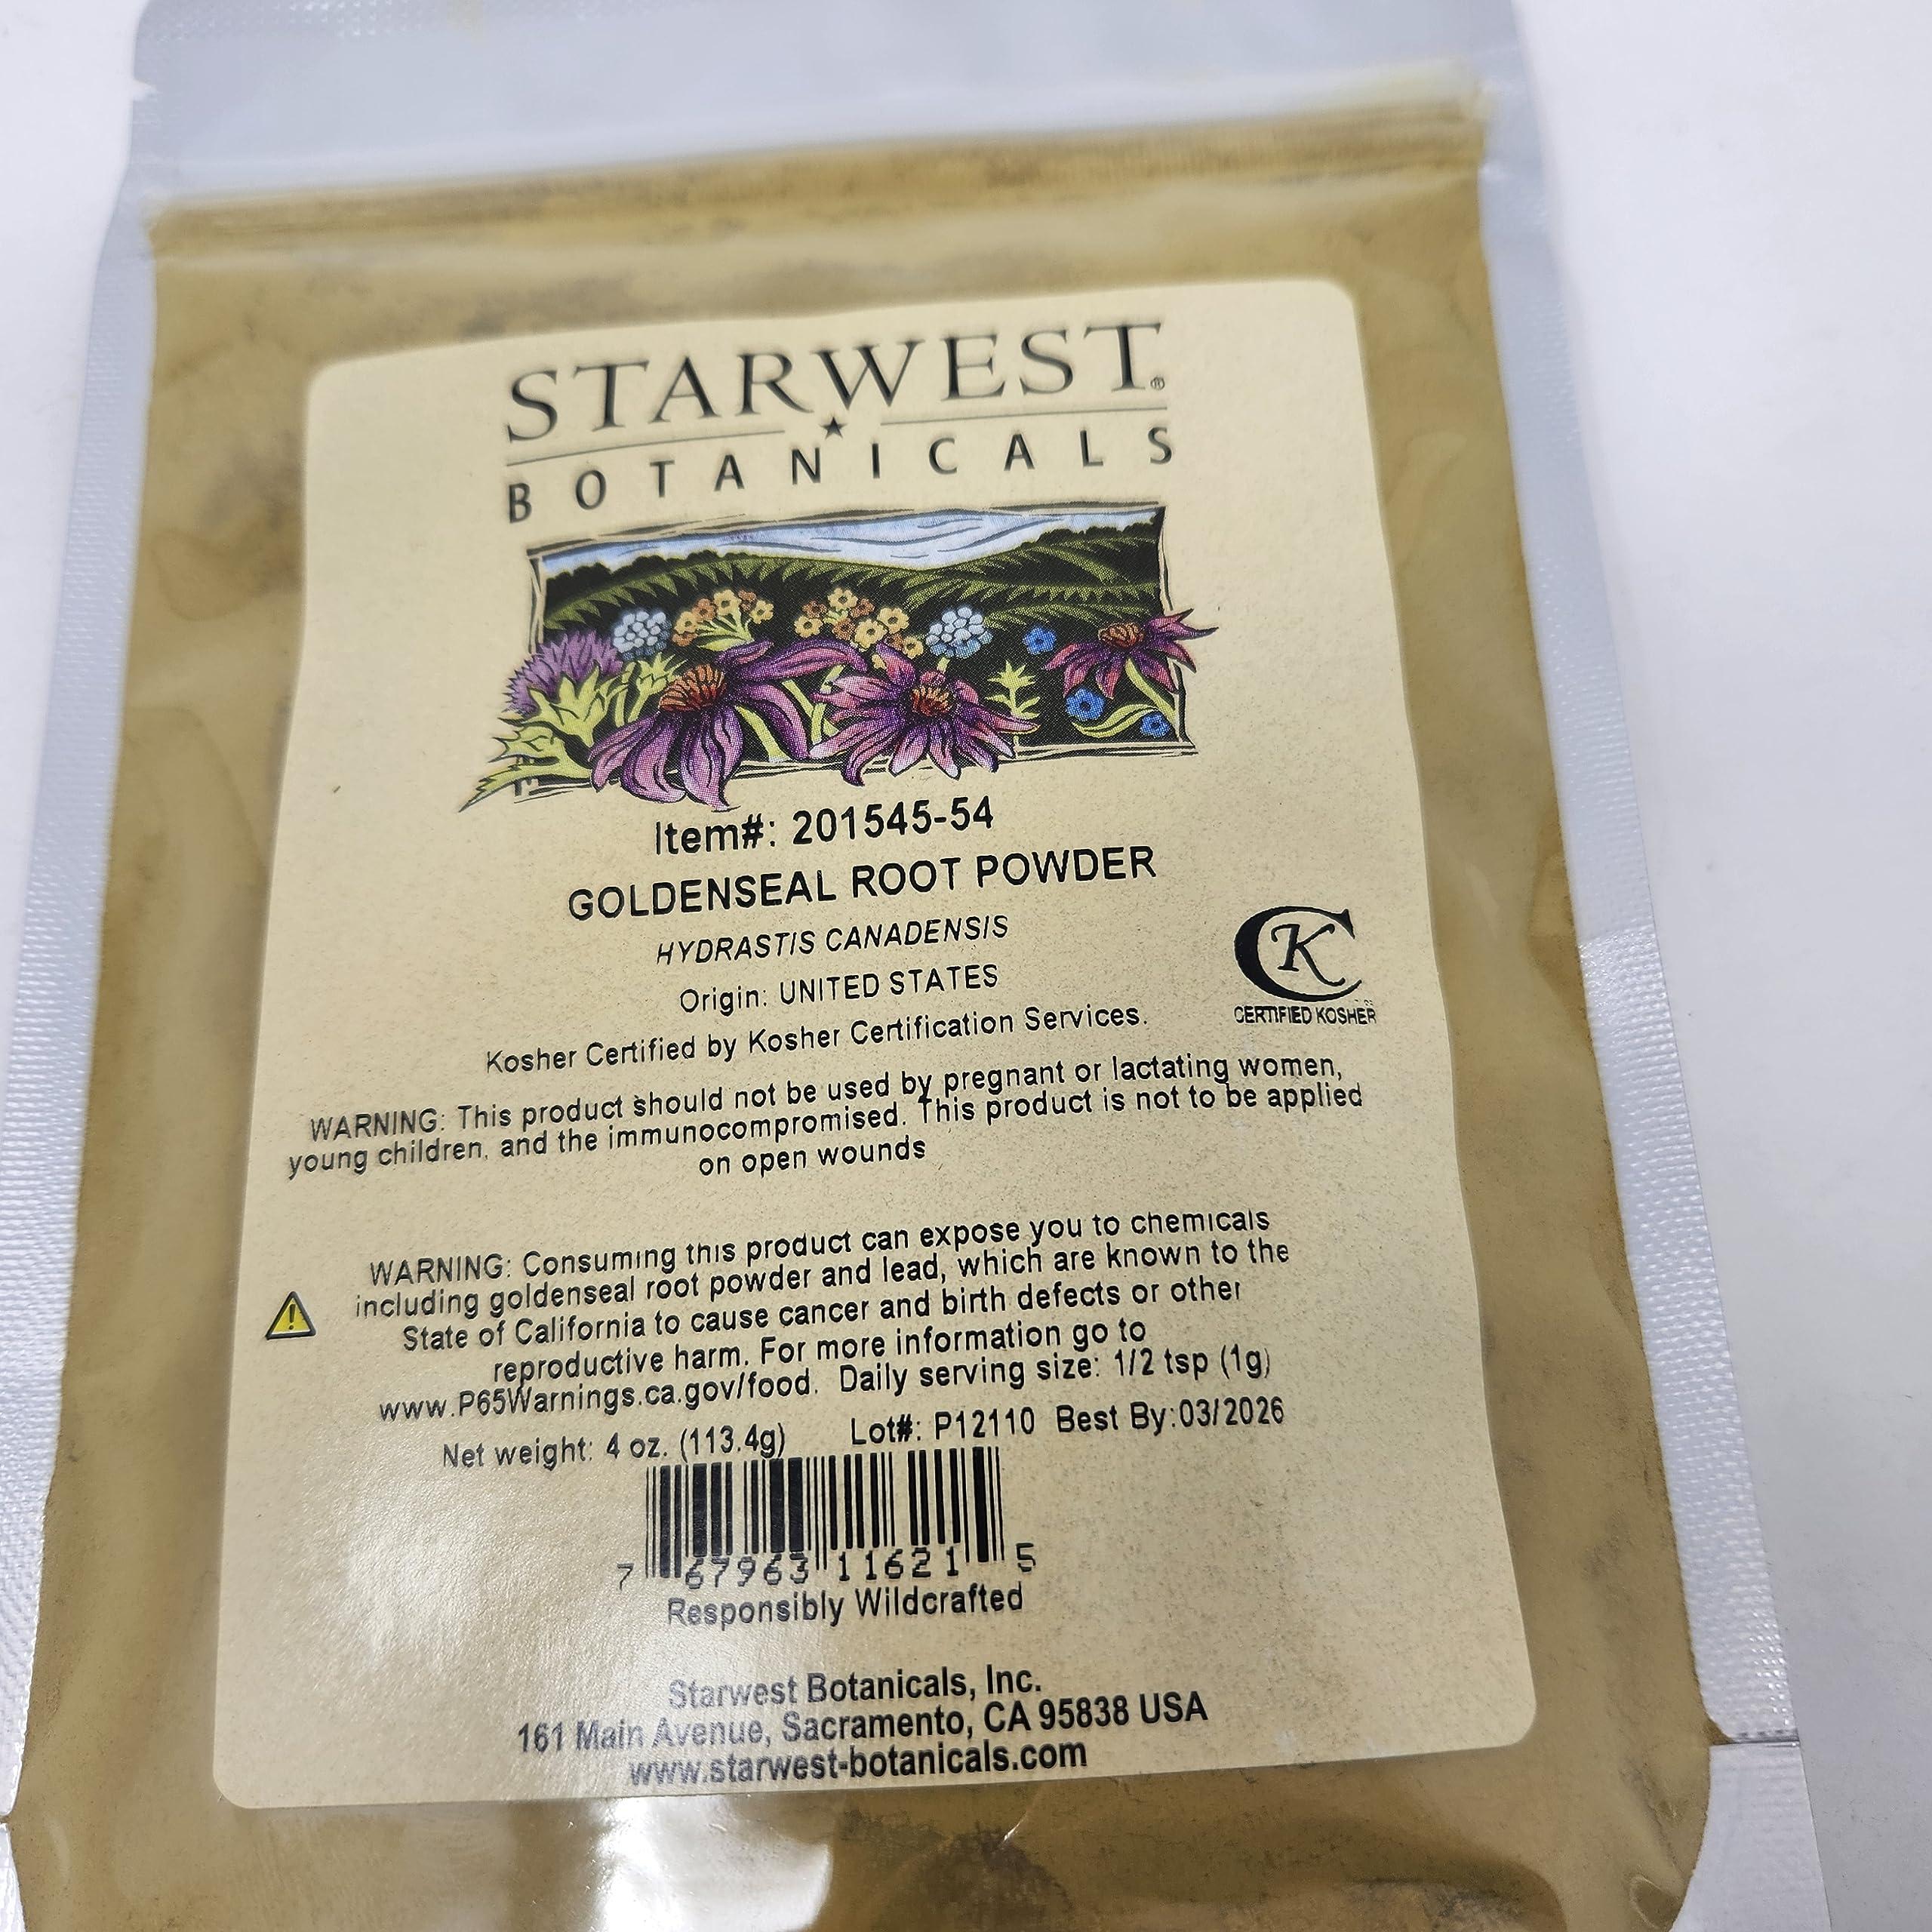 STARWEST®
BOTANICALS
Item#: 201545-54
GOLDENSEAL ROOT POWDER
HYDRASTIS CANADENSIS
Origin: UNITED STATES
Kosher Certified by Kosher Certification Services.
CK
CERTIFIED KOSHER
WARNING: This product should not be used by pregnant or lactating women,
young children, and the immunocompromised. This product is not to be applied
on open wounds
WARNING: Consuming this product can expose you to chemicals
including goldenseal root powder and lead, which are known to the
State of California to cause cancer and birth defects or other
reproductive harm. For more information go to
www.P65Warnings.ca.gov/food. Daily serving size: 1/2 tsp (1g)
Net weight: 4 oz. (113.4g) Lot#: P12110 Best By:03/2026
7 67963 11621 5
Responsibly Wildcrafted
Starwest Botanicals, Inc.
161 Main Avenue, Sacramento, CA 95838 USA
www.starwest-botanicals.com